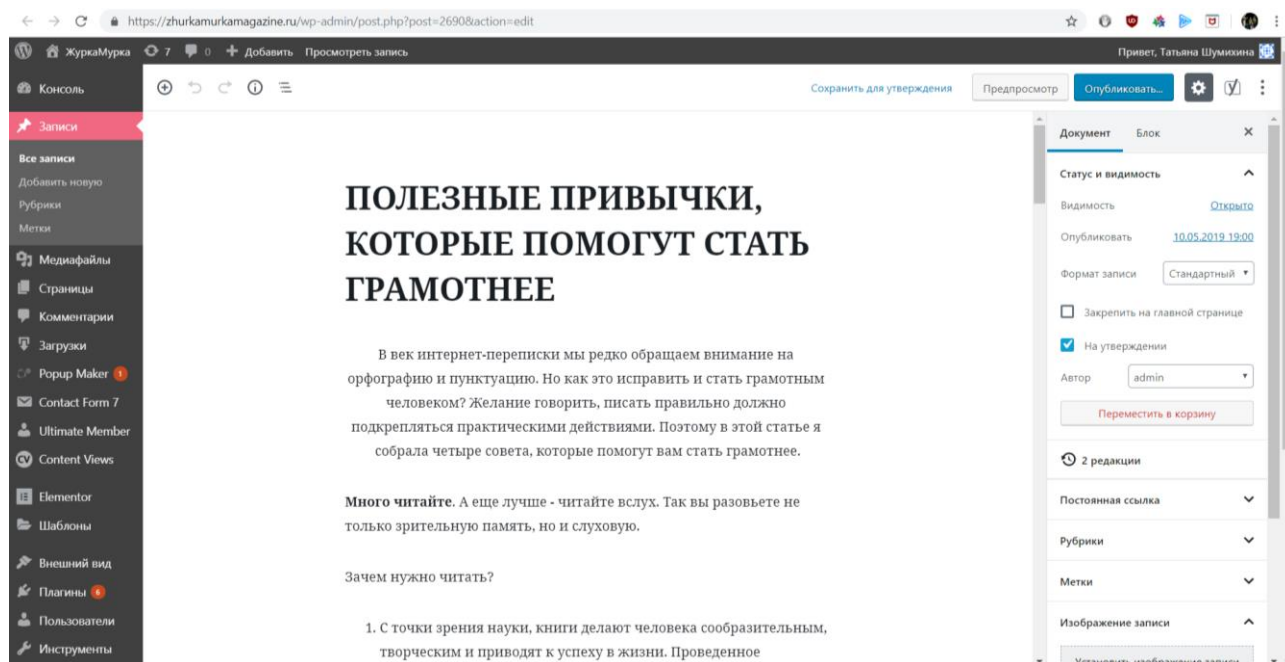 https://zhurkamurkamagazine.ru/wp-admin/post.php?post=2690&action=edit
ЖуркаМурка 7 0 Добавить Просмотреть запись Привет, Татьяна Шумихина
Консоль
Записи
Все записи
Добавить новую
Рубрики
Метки
Медиафайлы
Страницы
Комментарии
Загрузки
Popup Maker 1
Contact Form 7
Ultimate Member
Content Views
Elementor
Шаблоны
Внешний вид
Плагины 6
Пользователи
Инструменты
Сохранить для утверждения Предпросмотр Опубликовать...
ПОЛЕЗНЫЕ ПРИВЫЧКИ,
КОТОРЫЕ ПОМОГУТ СТАТЬ
ГРАМОТНЕЕ
В век интернет-переписки мы редко обращаем внимание на
орфографию и пунктуацию. Но как это исправить и стать грамотным
человеком? Желание говорить, писать правильно должно
подкрепляться практическими действиями. Поэтому в этой статье я
собрала четыре совета, которые помогут вам стать грамотнее.
Много читайте. А еще лучше - читайте вслух. Так вы разовьете не
только зрительную память, но и слуховую.
Зачем нужно читать?
1. С точки зрения науки, книги делают человека сообразительным,
творческим и приводят к успеху в жизни. Проведенное
Документ Блок
Статус и видимость
Видимость Открыто
Опубликовать 10.05.2019 19:00
Формат записи Стандартный
Закрепить на главной странице
На утверждении
Автор admin
Переместить в корзину
2 редакции
Постоянная ссылка
Рубрики
Метки
Изображение записи
Установить изображение записи